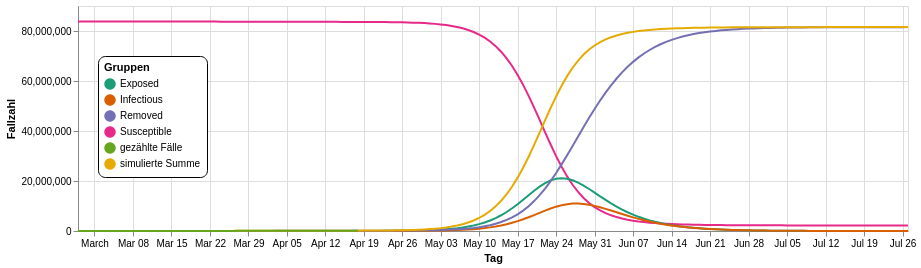 80,000,000
60,000,000
40,000,000
20,000,000
0
Fallzahl
Gruppen
Exposed
Infectious
Removed
Susceptible
gezählte Fälle
simulierte Summe
March Mar 08 Mar 15 Mar 22 Mar 29 Apr 05 Apr 12 Apr 19 Apr 26 May 03 May 10 May 17 May 24 May 31 Jun 07 Jun 14 Jun 21 Jun 28 Jul 05 Jul 12 Jul 19 Jul 26
Tag